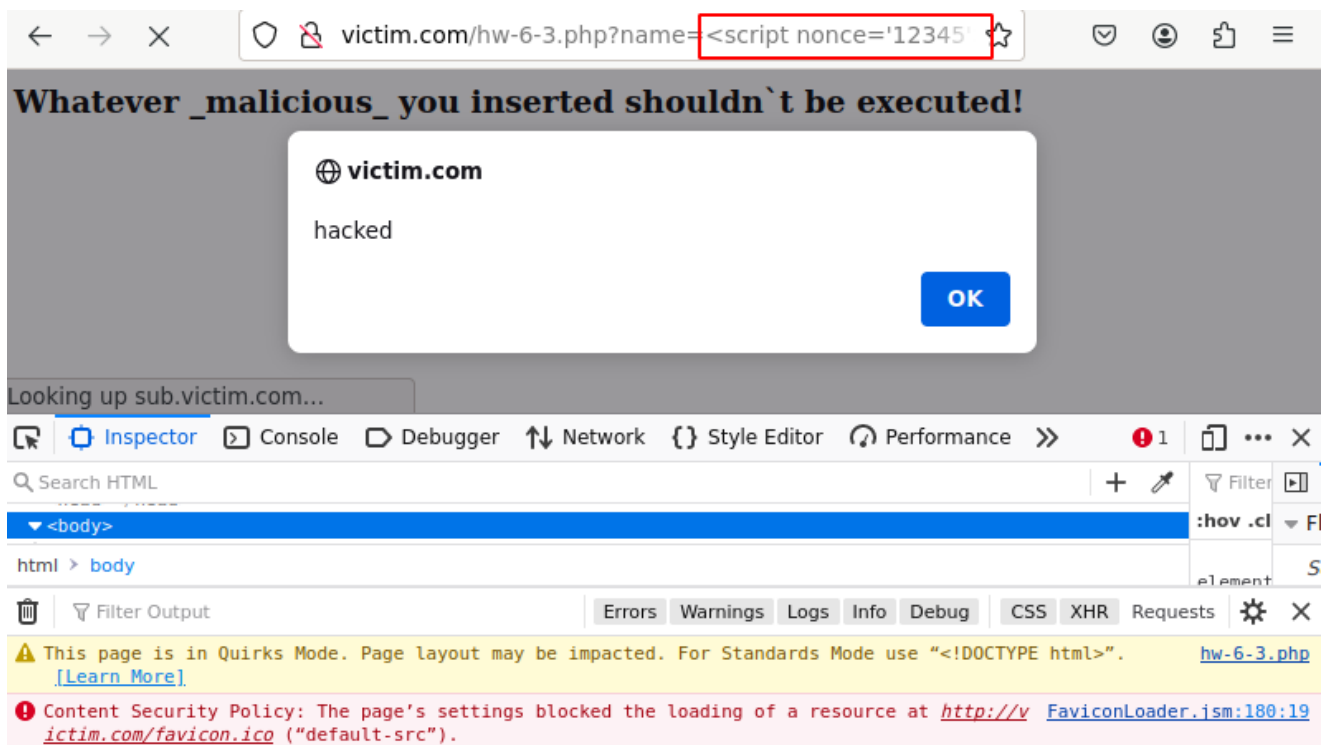 victim.com/hw-6-3.php?name=<script nonce='12345'
Whatever _malicious_ you inserted shouldn`t be executed!
victim.com
hacked
OK
Looking up sub.victim.com...
Inspector Console Debugger Network {} Style Editor Performance 1
Search HTML Filter
<body> :hov .cl Fl
html > body
element
Filter Output Errors Warnings Logs Info Debug CSS XHR Requests
This page is in Quirks Mode. Page layout may be impacted. For Standards Mode use “<!DOCTYPE html>”. hw-6-3.php
[Learn More]
Content Security Policy: The page’s settings blocked the loading of a resource at http://v FaviconLoader.jsm:180:19
ictim.com/favicon.ico (“default-src”).